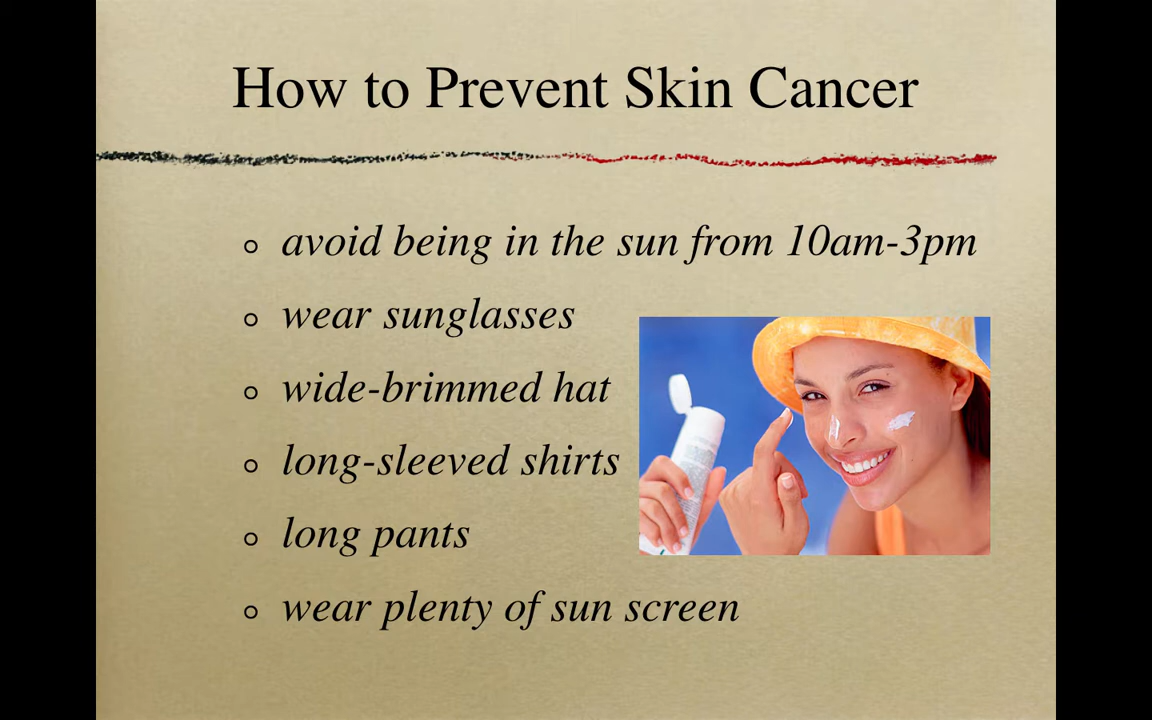 How to Prevent Skin Cancer
avoid being in the sun from 10am-3pm
wear sunglasses
wide-brimmed hat
long-sleeved shirts
long pants
wear plenty of sun screen